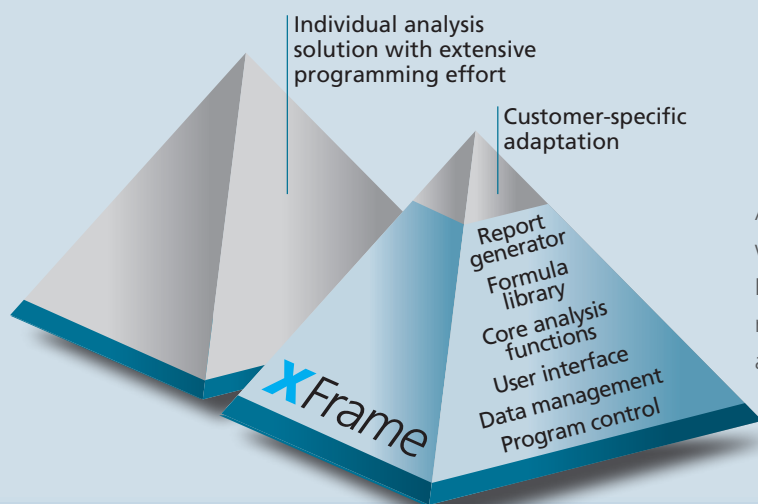 Individual analysis
solution with extensive
programming effort
Customer-specific
adaptation
Report
generator
Formula
library
Core analysis
functions
User interface
Data management
Program control
XFrame